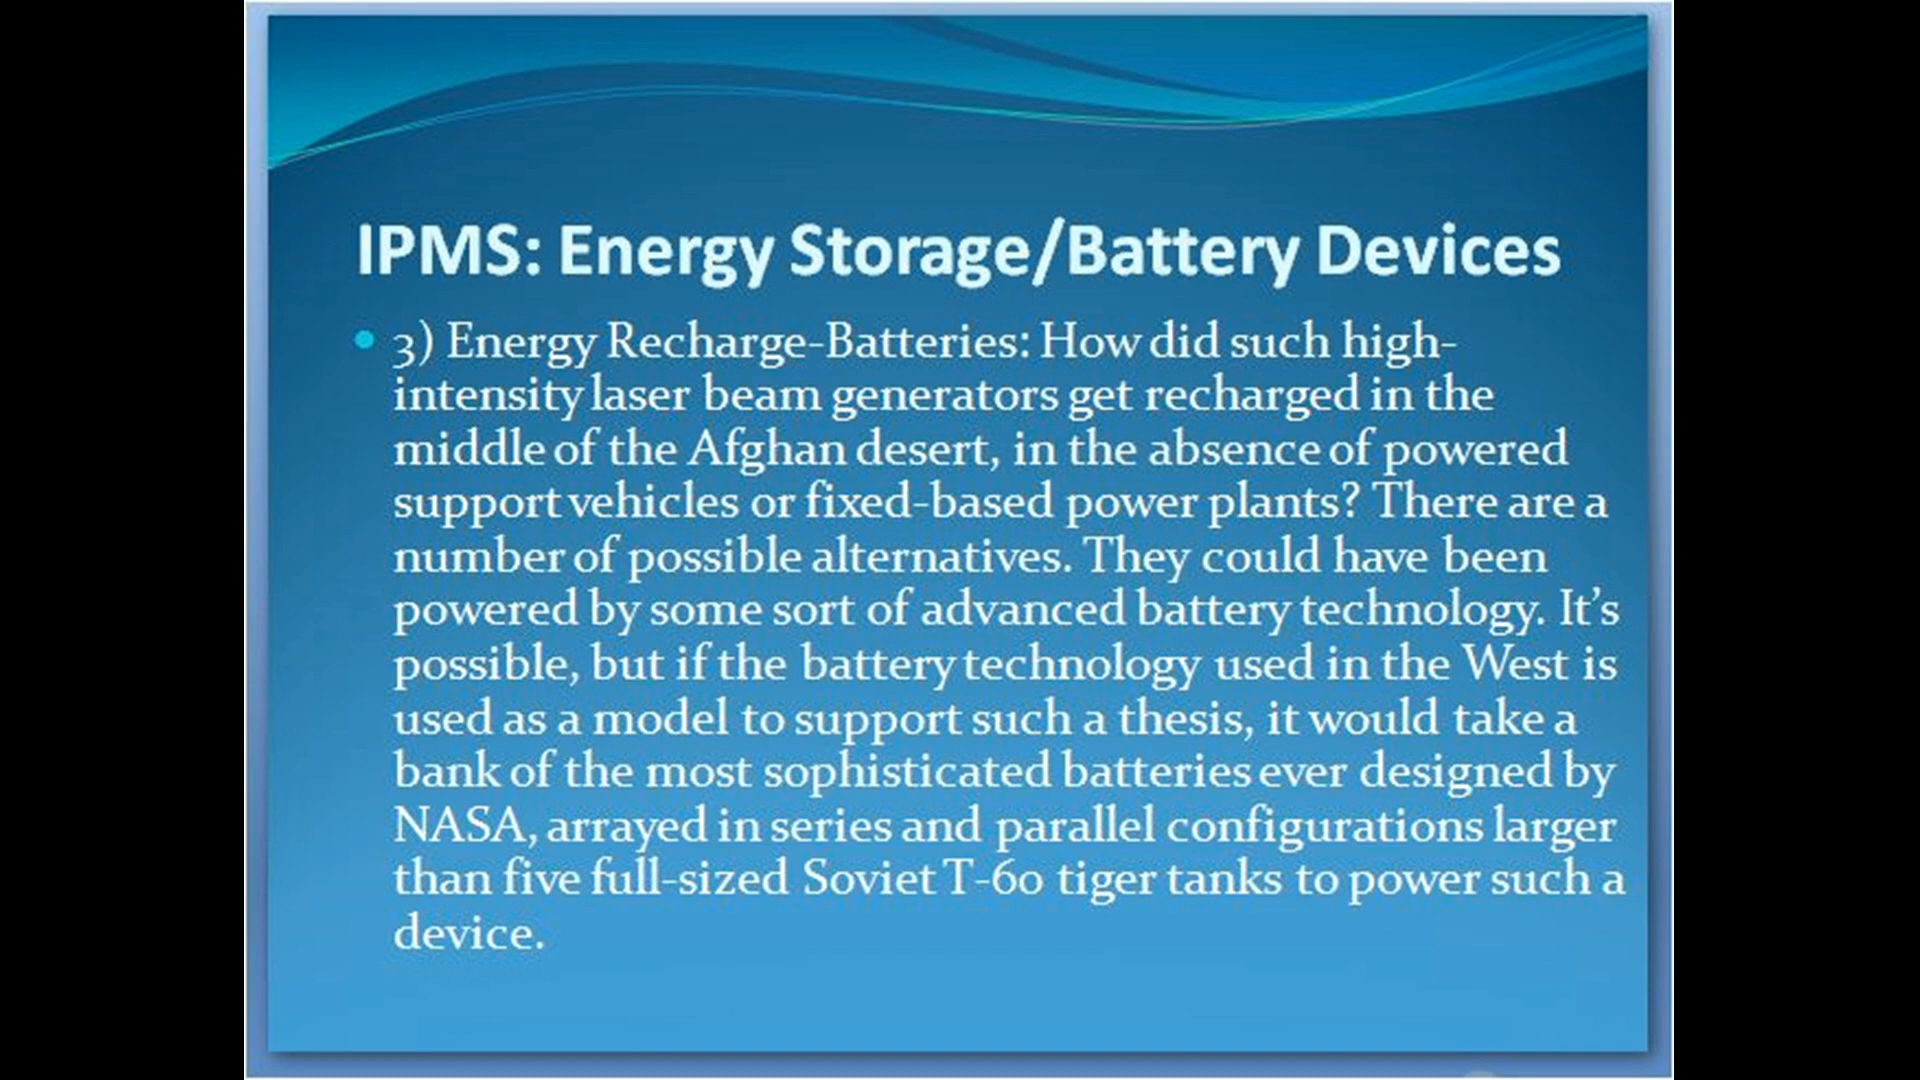 IPMS: Energy Storage/Battery Devices
• 3) Energy Recharge-Batteries: How did such high-
intensity laser beam generators get recharged in the
middle of the Afghan desert, in the absence of powered
support vehicles or fixed-based power plants? There are a
number of possible alternatives. They could have been
powered by some sort of advanced battery technology. It’s
possible, but if the battery technology used in the West is
used as a model to support such a thesis, it would take a
bank of the most sophisticated batteries ever designed by
NASA, arrayed in series and parallel configurations larger
than five full-sized Soviet T-60 tiger tanks to power such a
device.